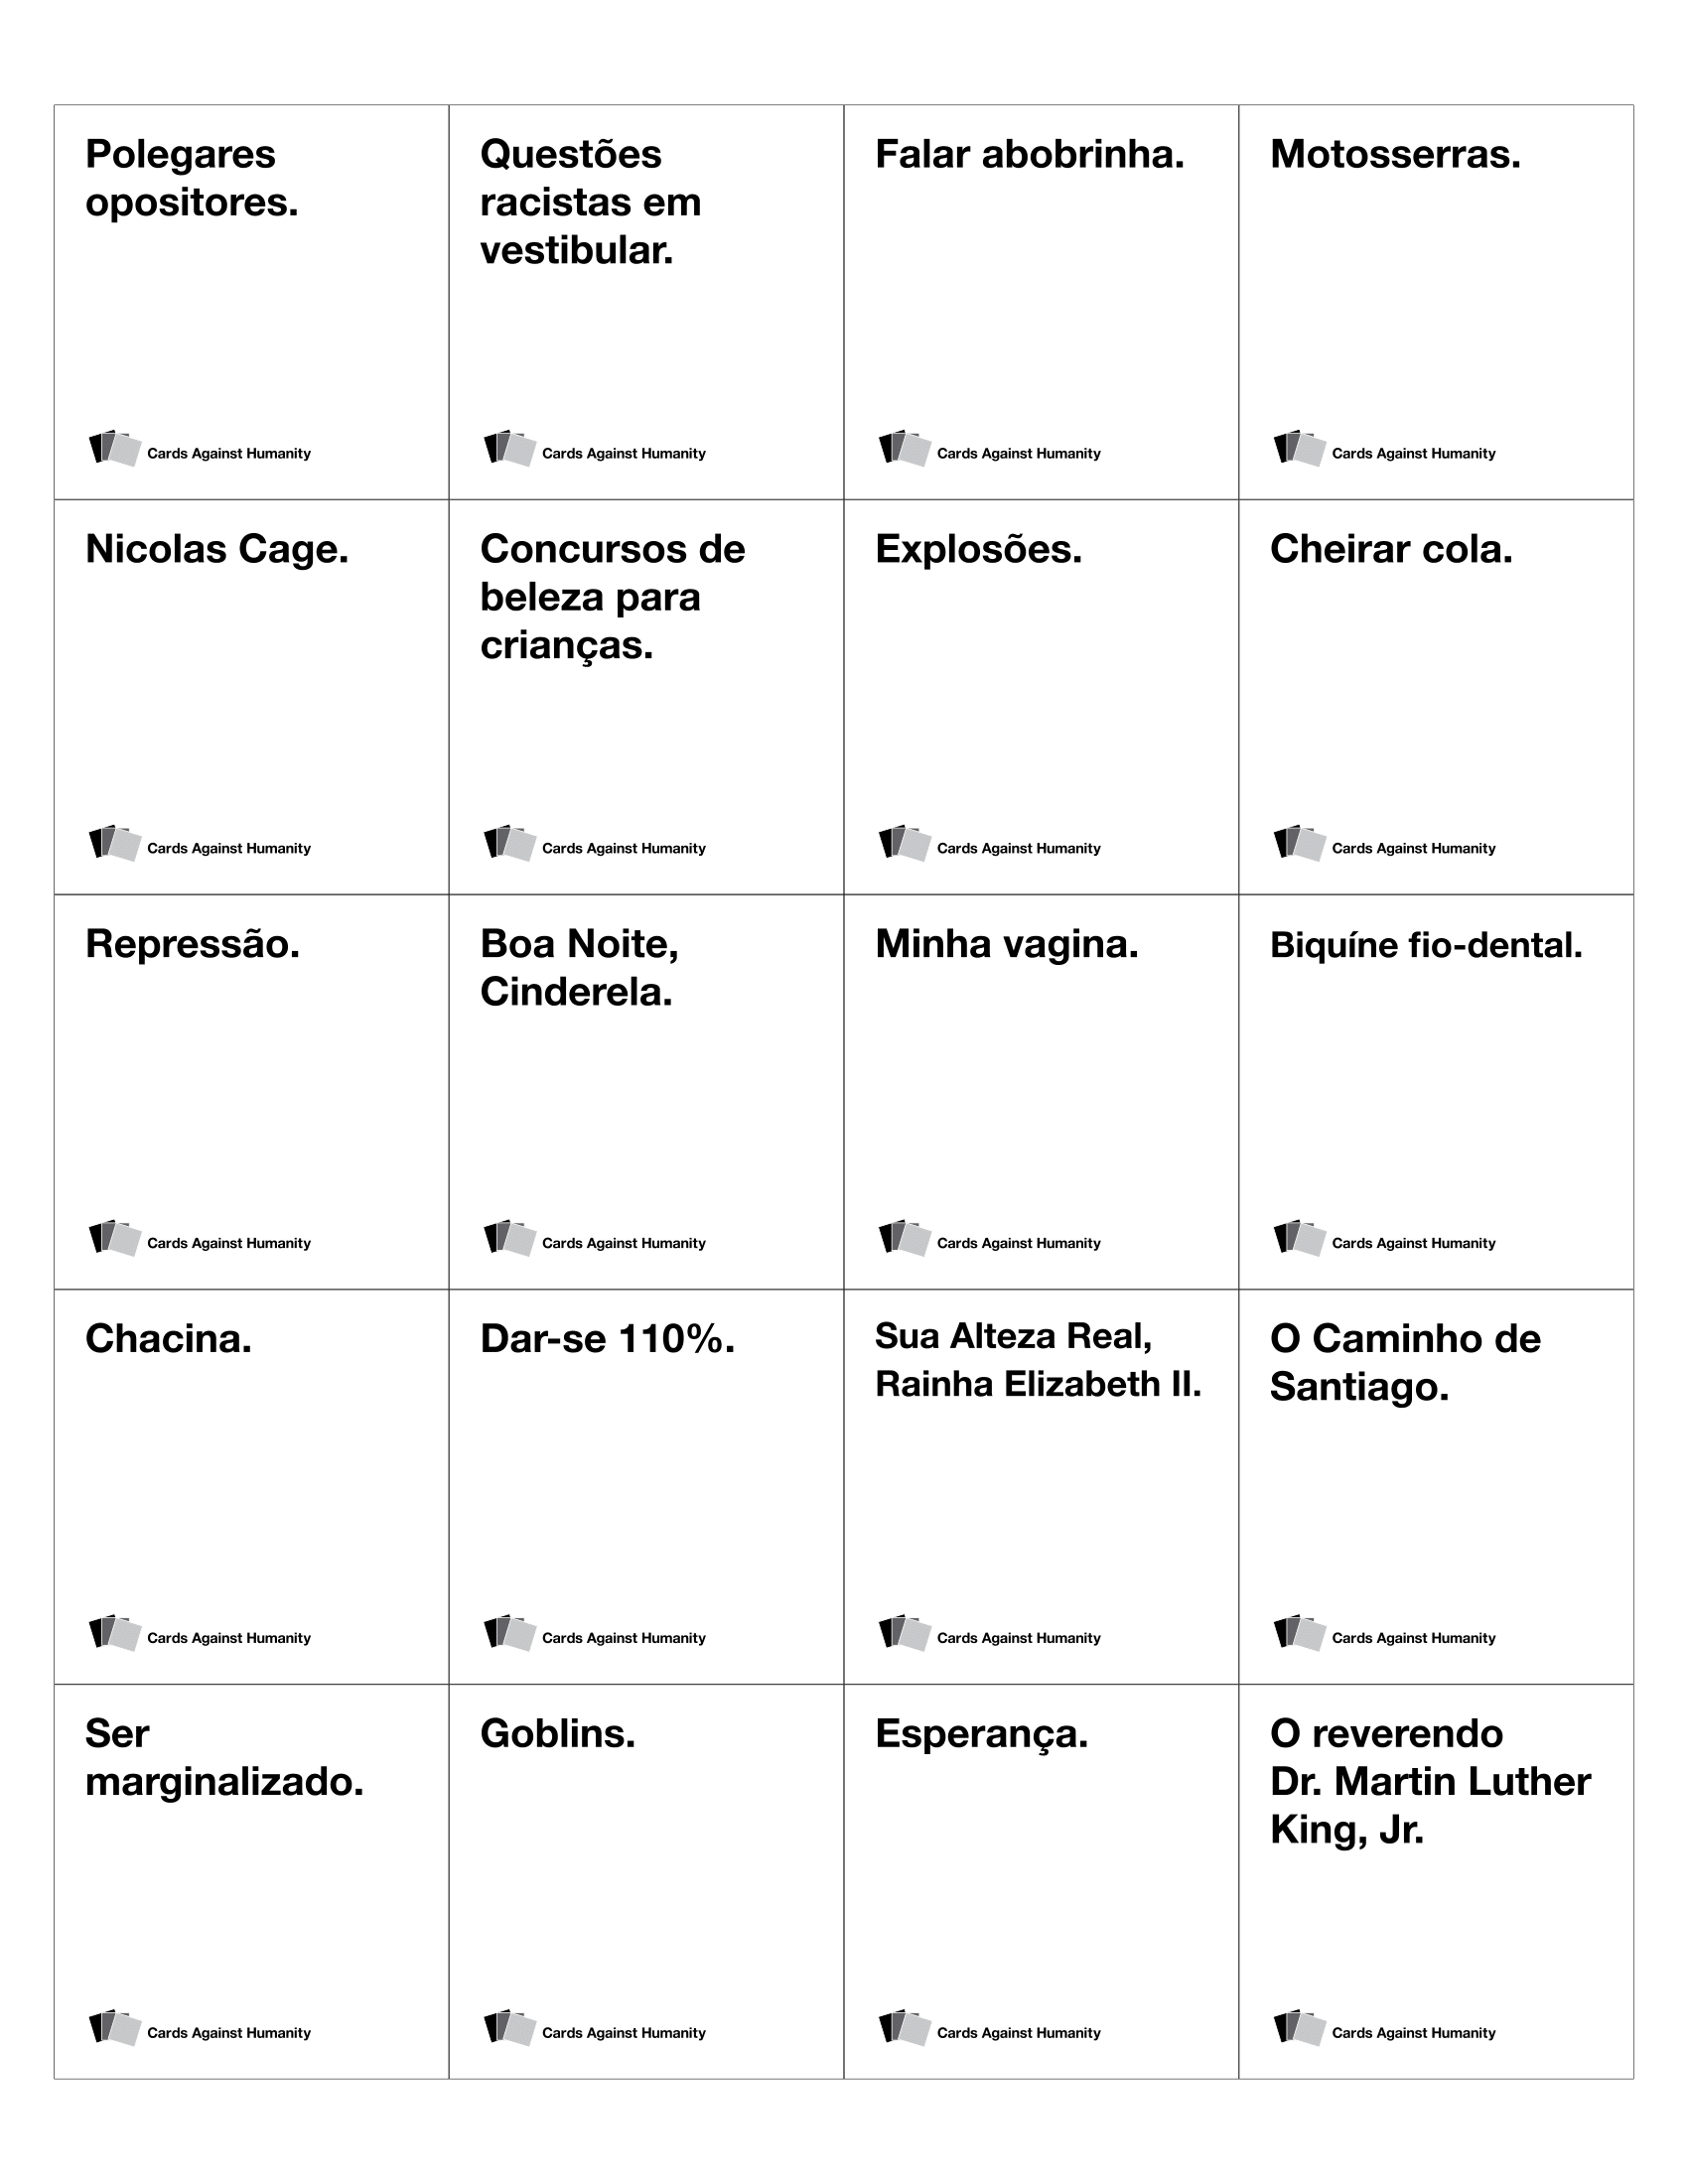 Polegares
opositores.
Cards Against Humanity
Questões
racistas em
vestibular.
Cards Against Humanity
Falar abobrinha.
Cards Against Humanity
Motosserras.
Cards Against Humanity
Nicolas Cage.
Cards Against Humanity
Concursos de
beleza para
crianças.
Cards Against Humanity
Explosões.
Cards Against Humanity
Cheirar cola.
Cards Against Humanity
Repressão.
Cards Against Humanity
Boa Noite,
Cinderela.
Cards Against Humanity
Minha vagina.
Cards Against Humanity
Biquíne fio-dental.
Cards Against Humanity
Chacina.
Cards Against Humanity
Dar-se 110%.
Cards Against Humanity
Sua Alteza Real,
Rainha Elizabeth II.
Cards Against Humanity
O Caminho de
Santiago.
Cards Against Humanity
Ser
marginalizado.
Cards Against Humanity
Goblins.
Cards Against Humanity
Esperança.
Cards Against Humanity
O reverendo
Dr. Martin Luther
King, Jr.
Cards Against Humanity